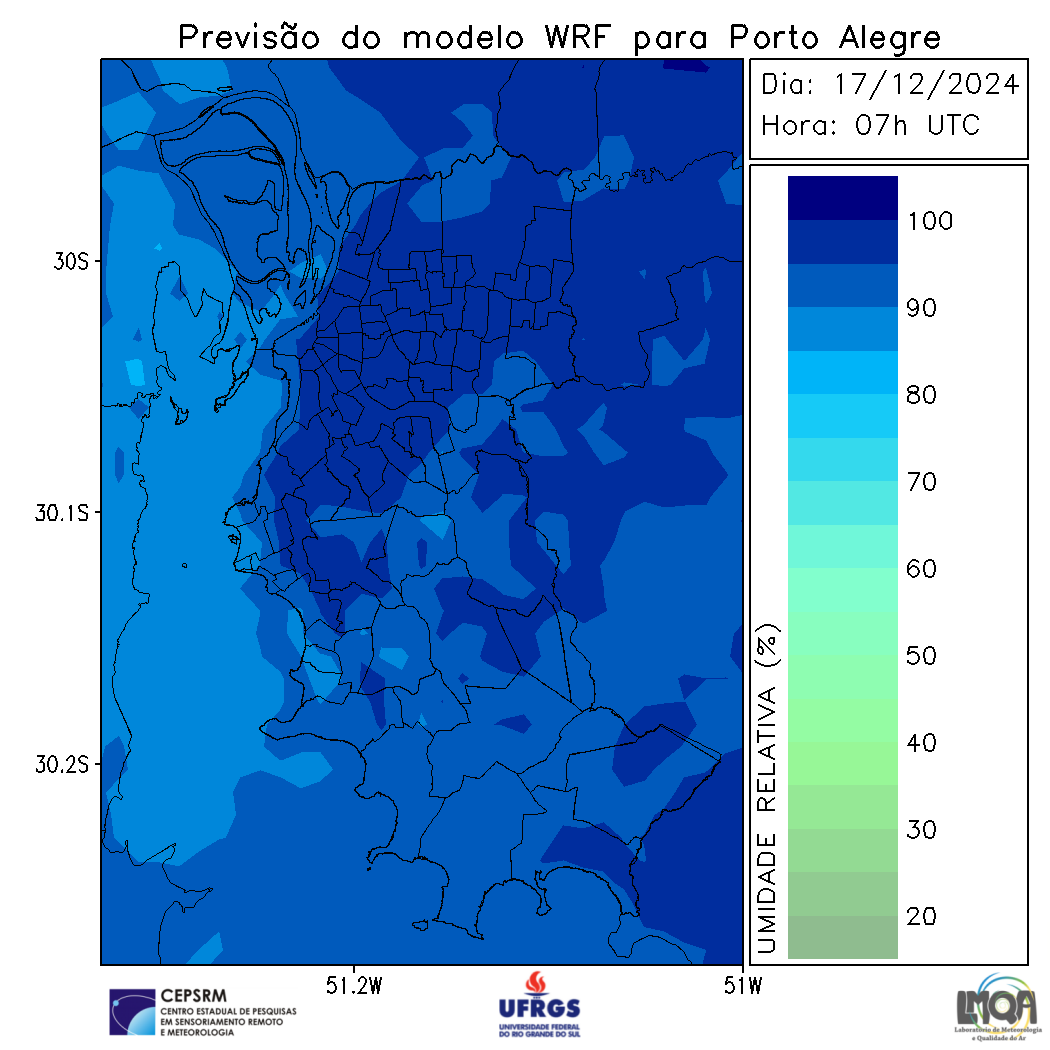 Previsão do modelo WRF para Porto Alegre
Dia: 17/12/2024
Hora: 07h UTC
100
90
80
70
60
50
40
30
20
UMIDADE RELATIVA (%)
30S
30.1S
30.2S
51.2W
51W
CEPSRM
CENTRO ESTADUAL DE PESQUISAS
EM SENSORIAMENTO REMOTO
E METEOROLOGIA
UFRGS
UNIVERSIDADE FEDERAL
DO RIO GRANDE DO SUL
LMQA
Laboratório de Meteorologia
e Qualidade do Ar